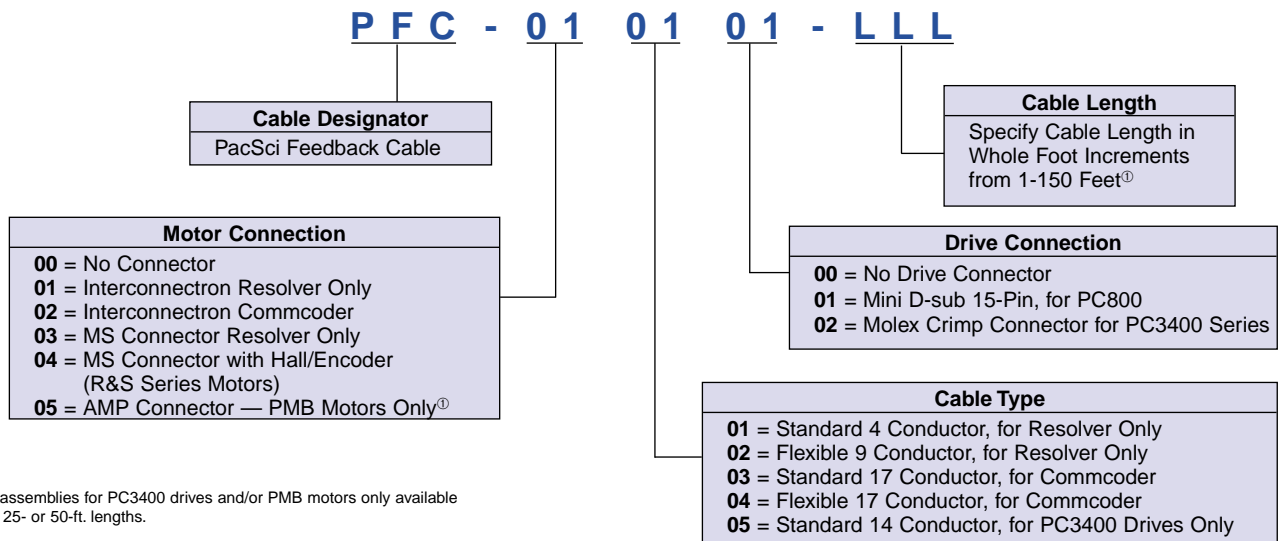 PFC - 01 01 01 - LLL
Cable Designator
PacSci Feedback Cable
Cable Length
Specify Cable Length in
Whole Foot Increments
from 1-150 Feet①
Motor Connection
00 = No Connector
01 = Interconnectron Resolver Only
02 = Interconnectron Commcoder
03 = MS Connector Resolver Only
04 = MS Connector with Hall/Encoder
(R&S Series Motors)
05 = AMP Connector — PMB Motors Only①
Drive Connection
00 = No Drive Connector
01 = Mini D-sub 15-Pin, for PC800
02 = Molex Crimp Connector for PC3400 Series
Cable Type
01 = Standard 4 Conductor, for Resolver Only
02 = Flexible 9 Conductor, for Resolver Only
03 = Standard 17 Conductor, for Commcoder
04 = Flexible 17 Conductor, for Commcoder
05 = Standard 14 Conductor, for PC3400 Drives Only
assemblies for PC3400 drives and/or PMB motors only available
25- or 50-ft. lengths.